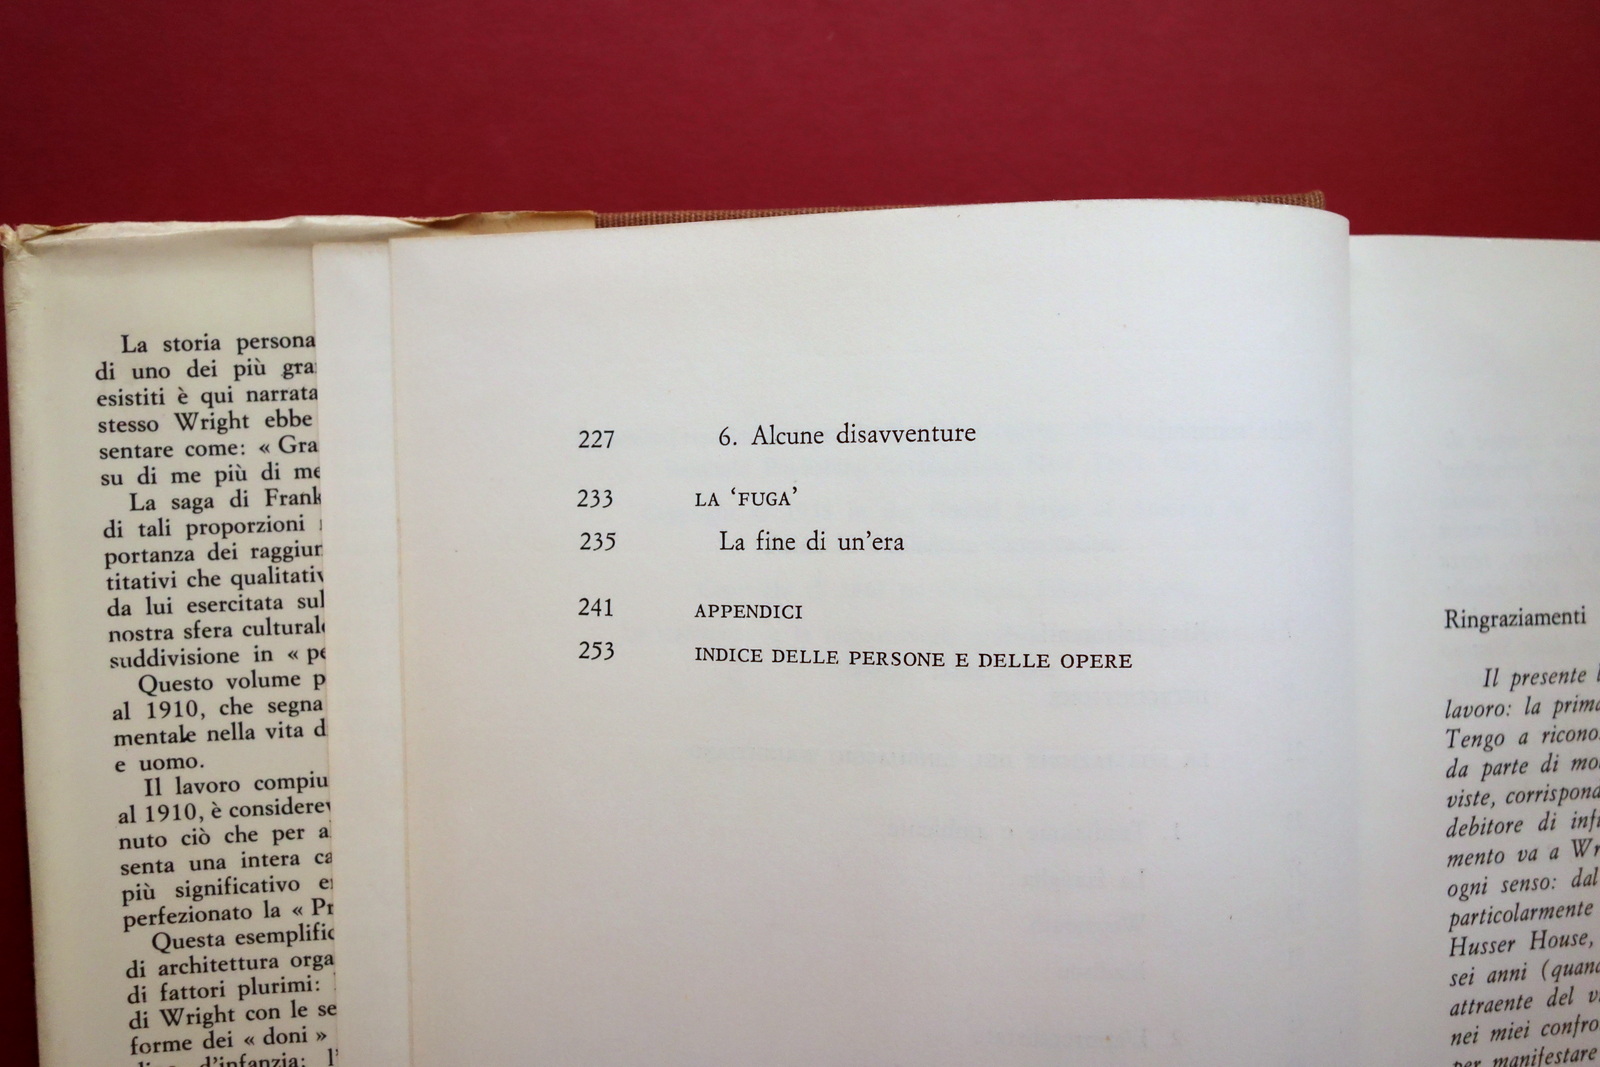 La storia persona
di uno dei più gra
esistiti è qui narrata
stesso Wright ebbe
sentare come: « Gra
su di me più di me
La saga di Frank
di tali proporzioni
portanza dei raggiun
titativi che qualitativ
da lui esercitata sul
nostra sfera culturale
suddivisione in « pe
Questo volume p
al 1910, che segna
mentale nella vita d
e uomo.
Il lavoro compiu
al 1910, è considerev
nuto ciò che per a
senta una intera ca
più significativo e
perfezionato la « Pr
Questa esemplific
di architettura orga
di fattori plurimi:
di Wright con le se
forme dei « doni »
d'infanzia: l'
227 6. Alcune disavventure
233 LA ‘FUGA’
235 La fine di un'era
241 APPENDICI
253 INDICE DELLE PERSONE E DELLE OPERE
Ringraziamenti
Il presente l
lavoro: la prima
Tengo a ricono
da parte di mo
viste, corrispond
debitore di infi
mento va a Wr
ogni senso: dal
particolarmente
Husser House,
sei anni (quand
attraente del v
nei miei confro
per manifestare